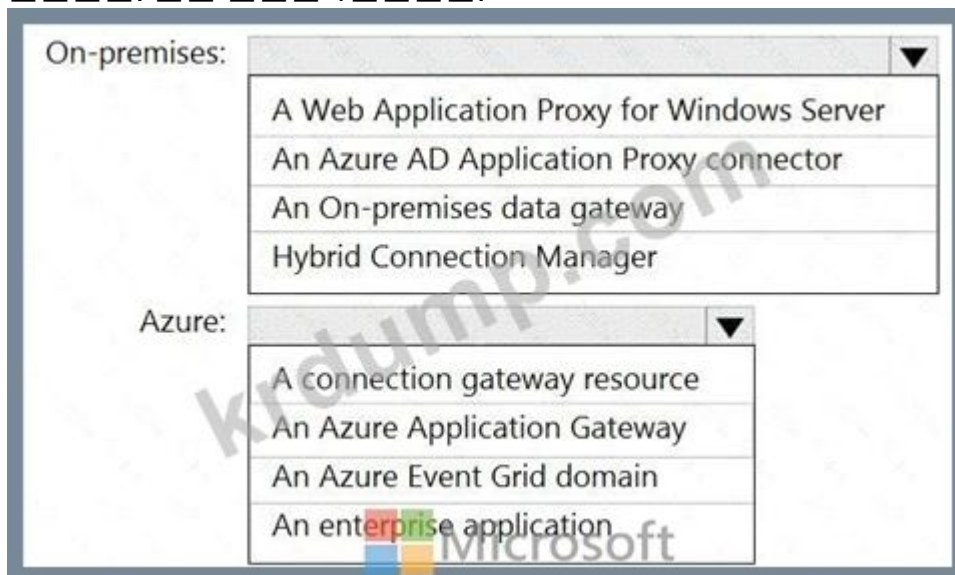 On-premises:
A Web Application Proxy for Windows Server
An Azure AD Application Proxy connector
An On-premises data gateway
Hybrid Connection Manager
Azure:
A connection gateway resource
An Azure Application Gateway
An Azure Event Grid domain
An enterprise application
krdump.com
Microsoft